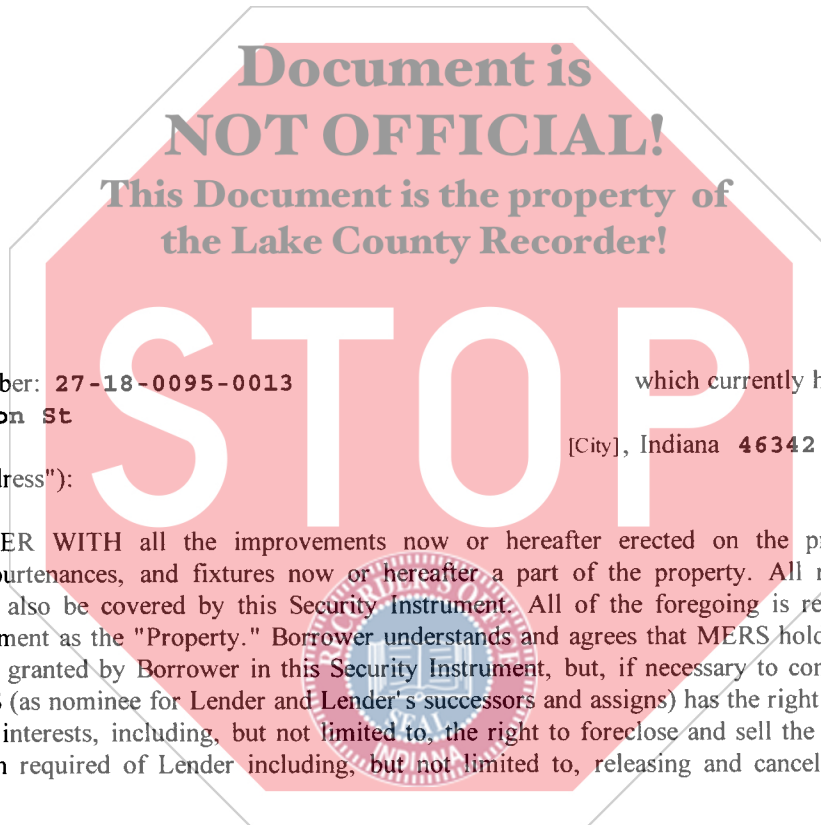 Document is
NOT OFFICIAL!
This Document is the property of
the Lake County Recorder!
STOP
ber: 27-18-0095-0013 which currently h
on St
[City], Indiana 46342
dress"):
ER WITH all the improvements now or hereafter erected on the pr
ourtenances, and fixtures now or hereafter a part of the property. All r
also be covered by this Security Instrument. All of the foregoing is re
ment as the "Property." Borrower understands and agrees that MERS hold
granted by Borrower in this Security Instrument, but, if necessary to con
S (as nominee for Lender and Lender's successors and assigns) has the right
interests, including, but not limited to, the right to foreclose and sell the
n required of Lender including, but not limited to, releasing and cancel
RECORDER'S OFFICE
SEAL
INDIANA